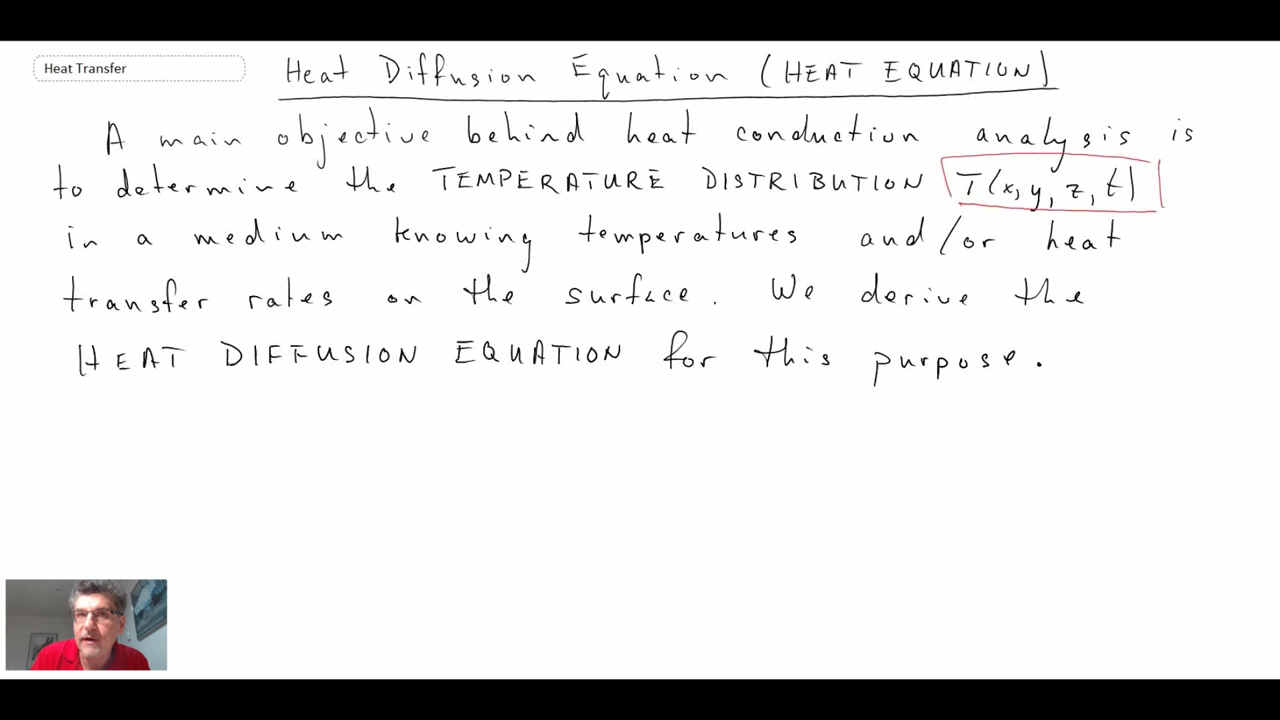 Heat Transfer
Heat Diffusion Equation (HEAT EQUATION)
A main objective behind heat conduction analysis is
to determine the TEMPERATURE DISTRIBUTION T(x, y, z, t)
in a medium knowing temperatures and/or heat
transfer rates on the surface. We derive the
HEAT DIFFUSION EQUATION for this purpose.